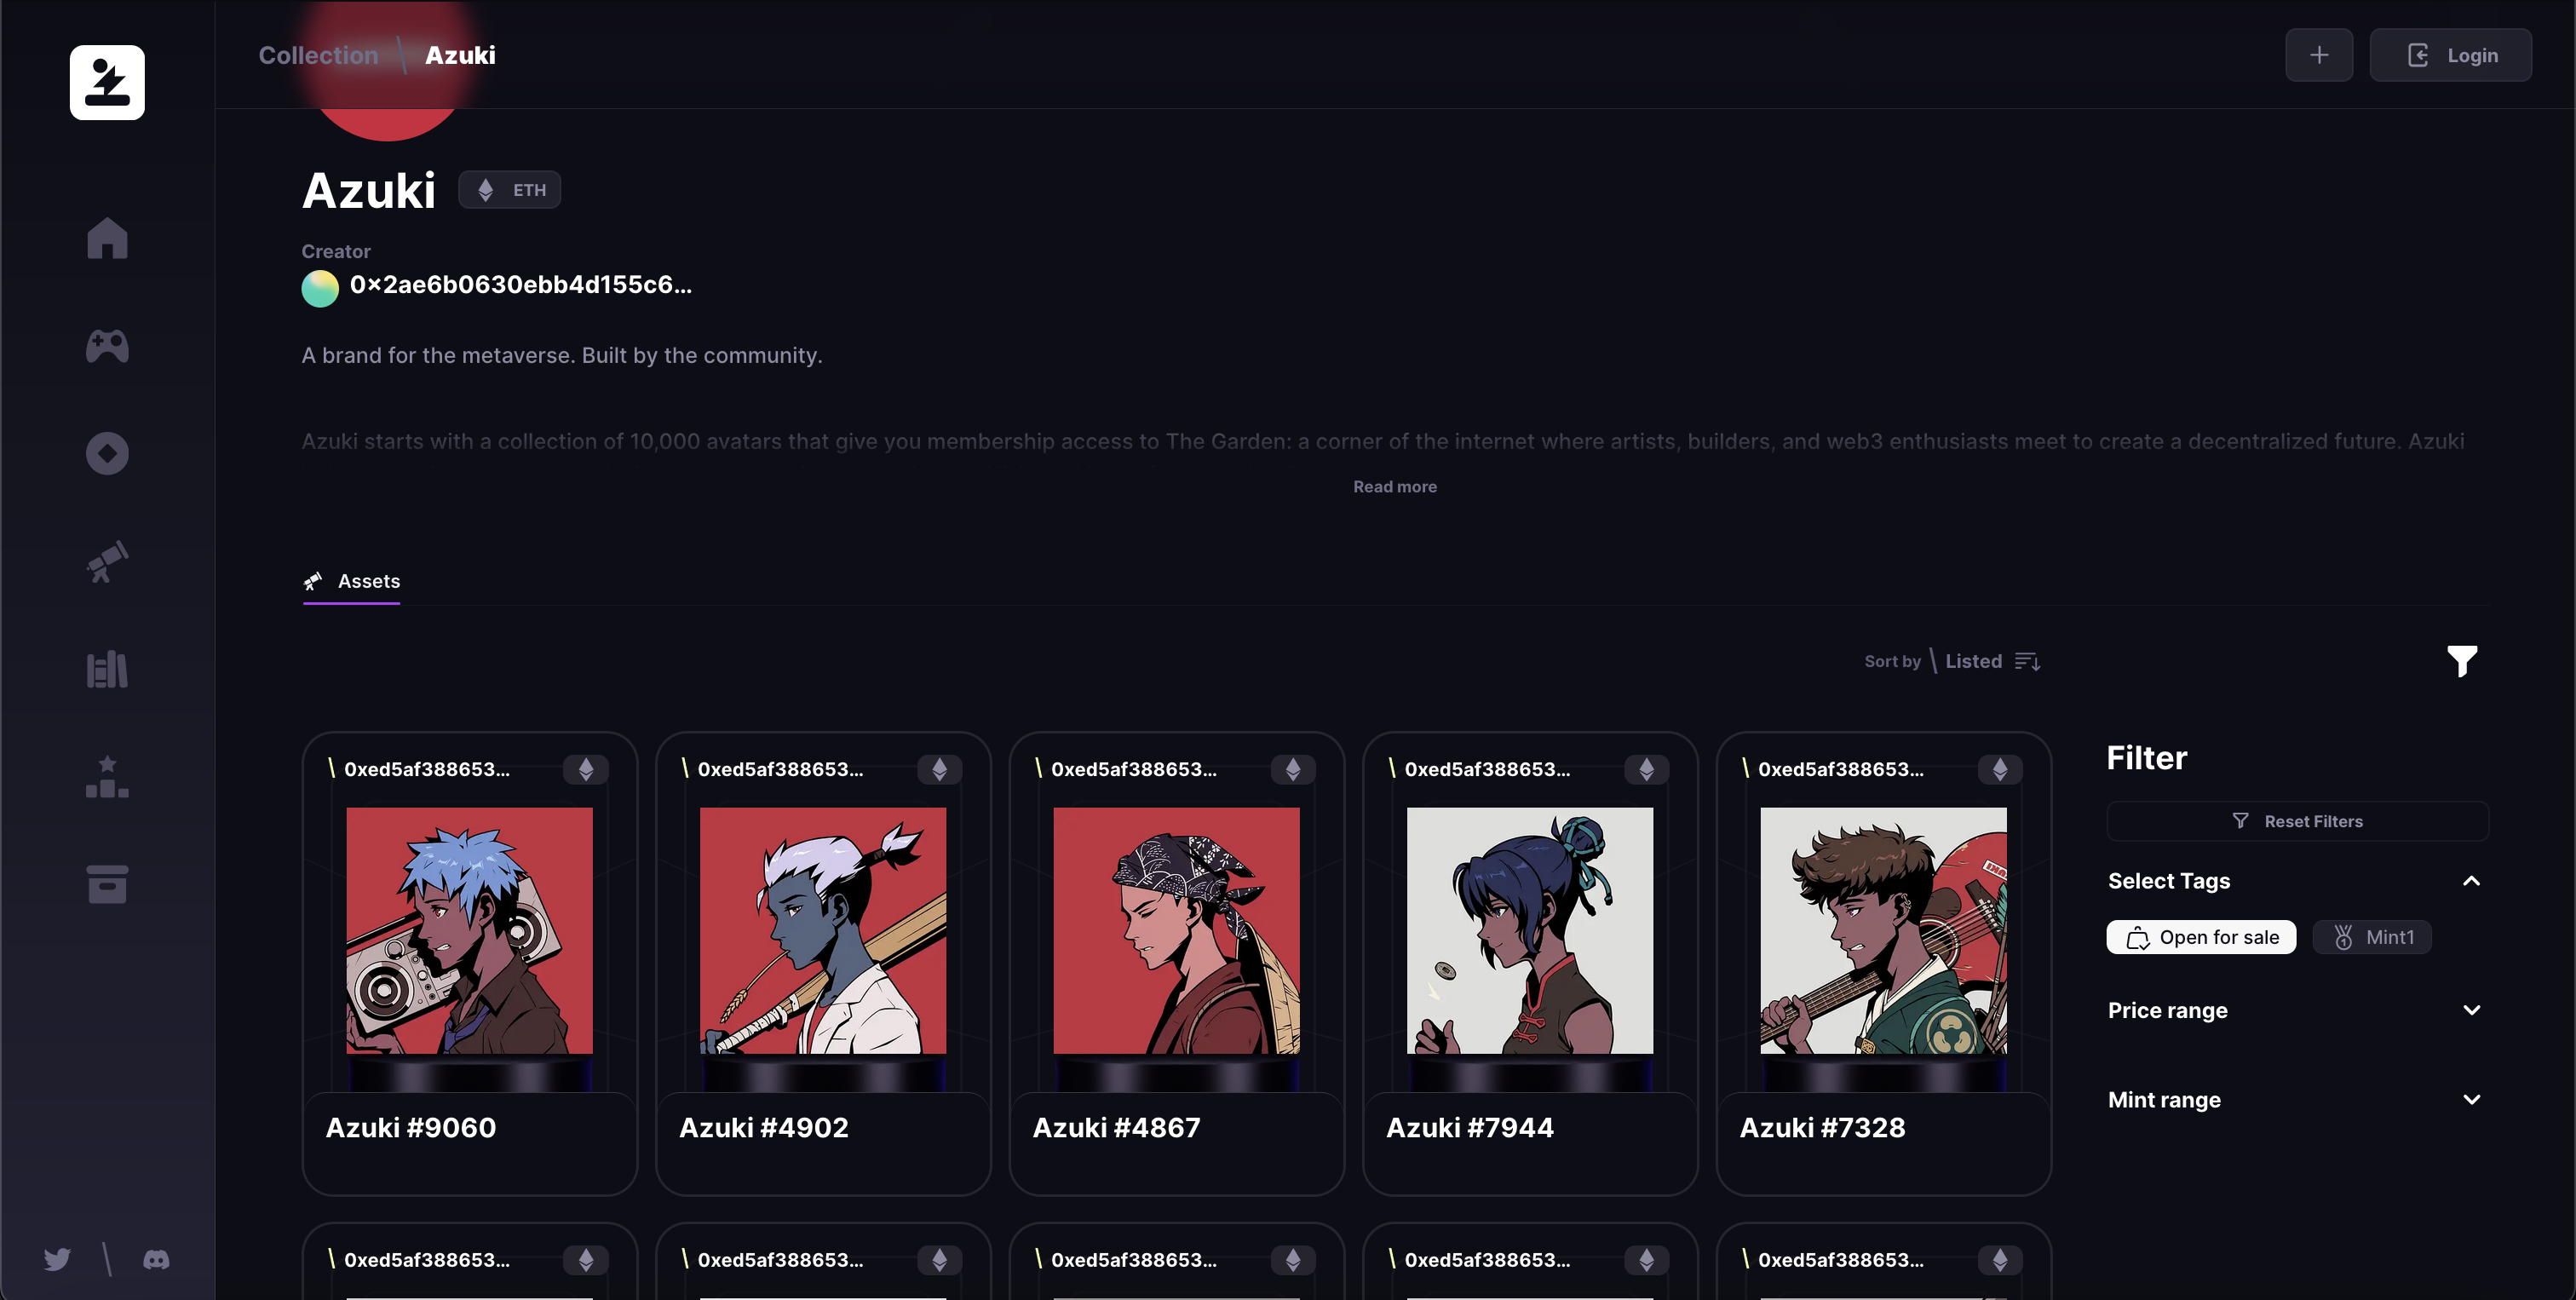 Collection \ Azuki
+
Login
Azuki
ETH
Creator
0×2ae6b0630ebb4d155c6...
A brand for the metaverse. Built by the community.
Azuki starts with a collection of 10,000 avatars that give you membership access to The Garden: a corner of the internet where artists, builders, and web3 enthusiasts meet to create a decentralized future. Azuki
Read more
Assets
Sort by \ Listed
\ 0xed5af388653...
\ 0xed5af388653...
\ 0xed5af388653...
\ 0xed5af388653...
\ 0xed5af388653...
Azuki #9060
Azuki #4902
Azuki #4867
Azuki #7944
Azuki #7328
Filter
Reset Filters
Select Tags
Open for sale
Mint1
Price range
Mint range
\ 0xed5af388653...
\ 0xed5af388653...
\ 0xed5af388653...
\ 0xed5af388653...
\ 0xed5af388653...